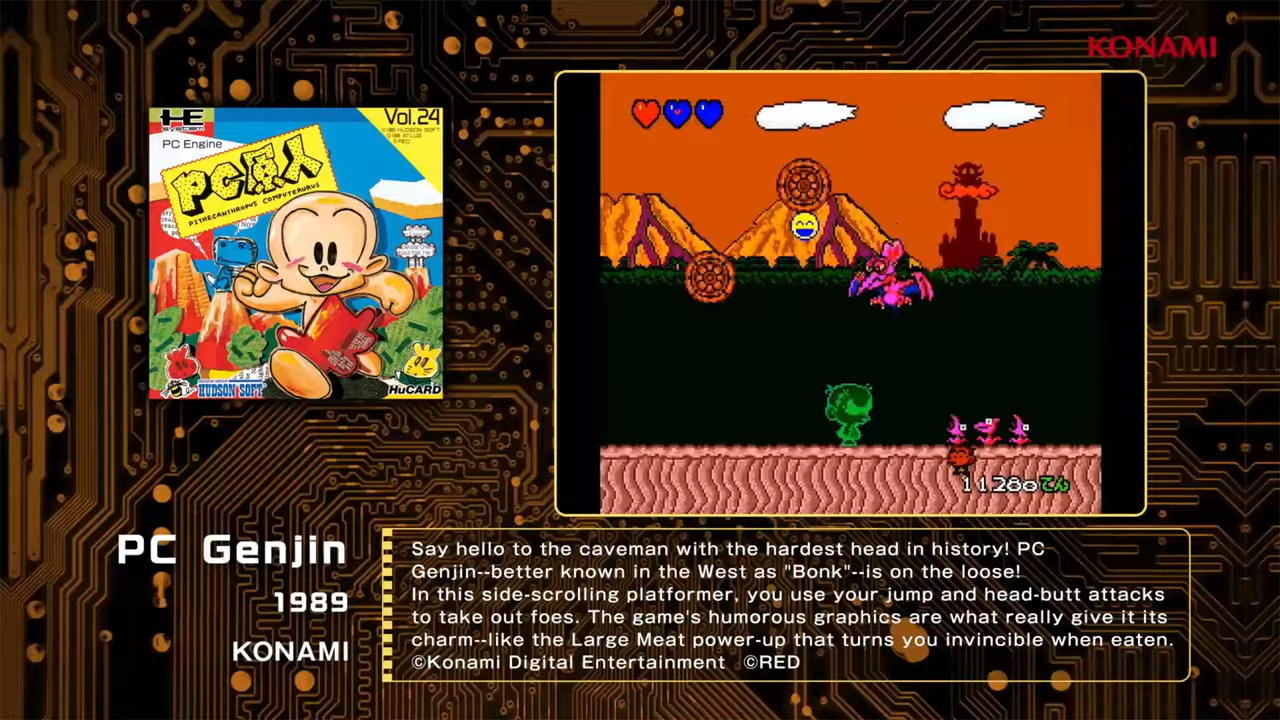 KONAMI
HE
SYSTEM
Vol.24
PC Engine
PC原人
PITHECANTHROPUS COMPUTERURUS
HUDSON SOFT
HuCARD
11280てん
PC Genjin
1989
KONAMI
Say hello to the caveman with the hardest head in history! PC
Genjin--better known in the West as "Bonk"--is on the loose!
In this side-scrolling platformer, you use your jump and head-butt attacks
to take out foes. The game's humorous graphics are what really give it its
charm--like the Large Meat power-up that turns you invincible when eaten.
©Konami Digital Entertainment ©RED